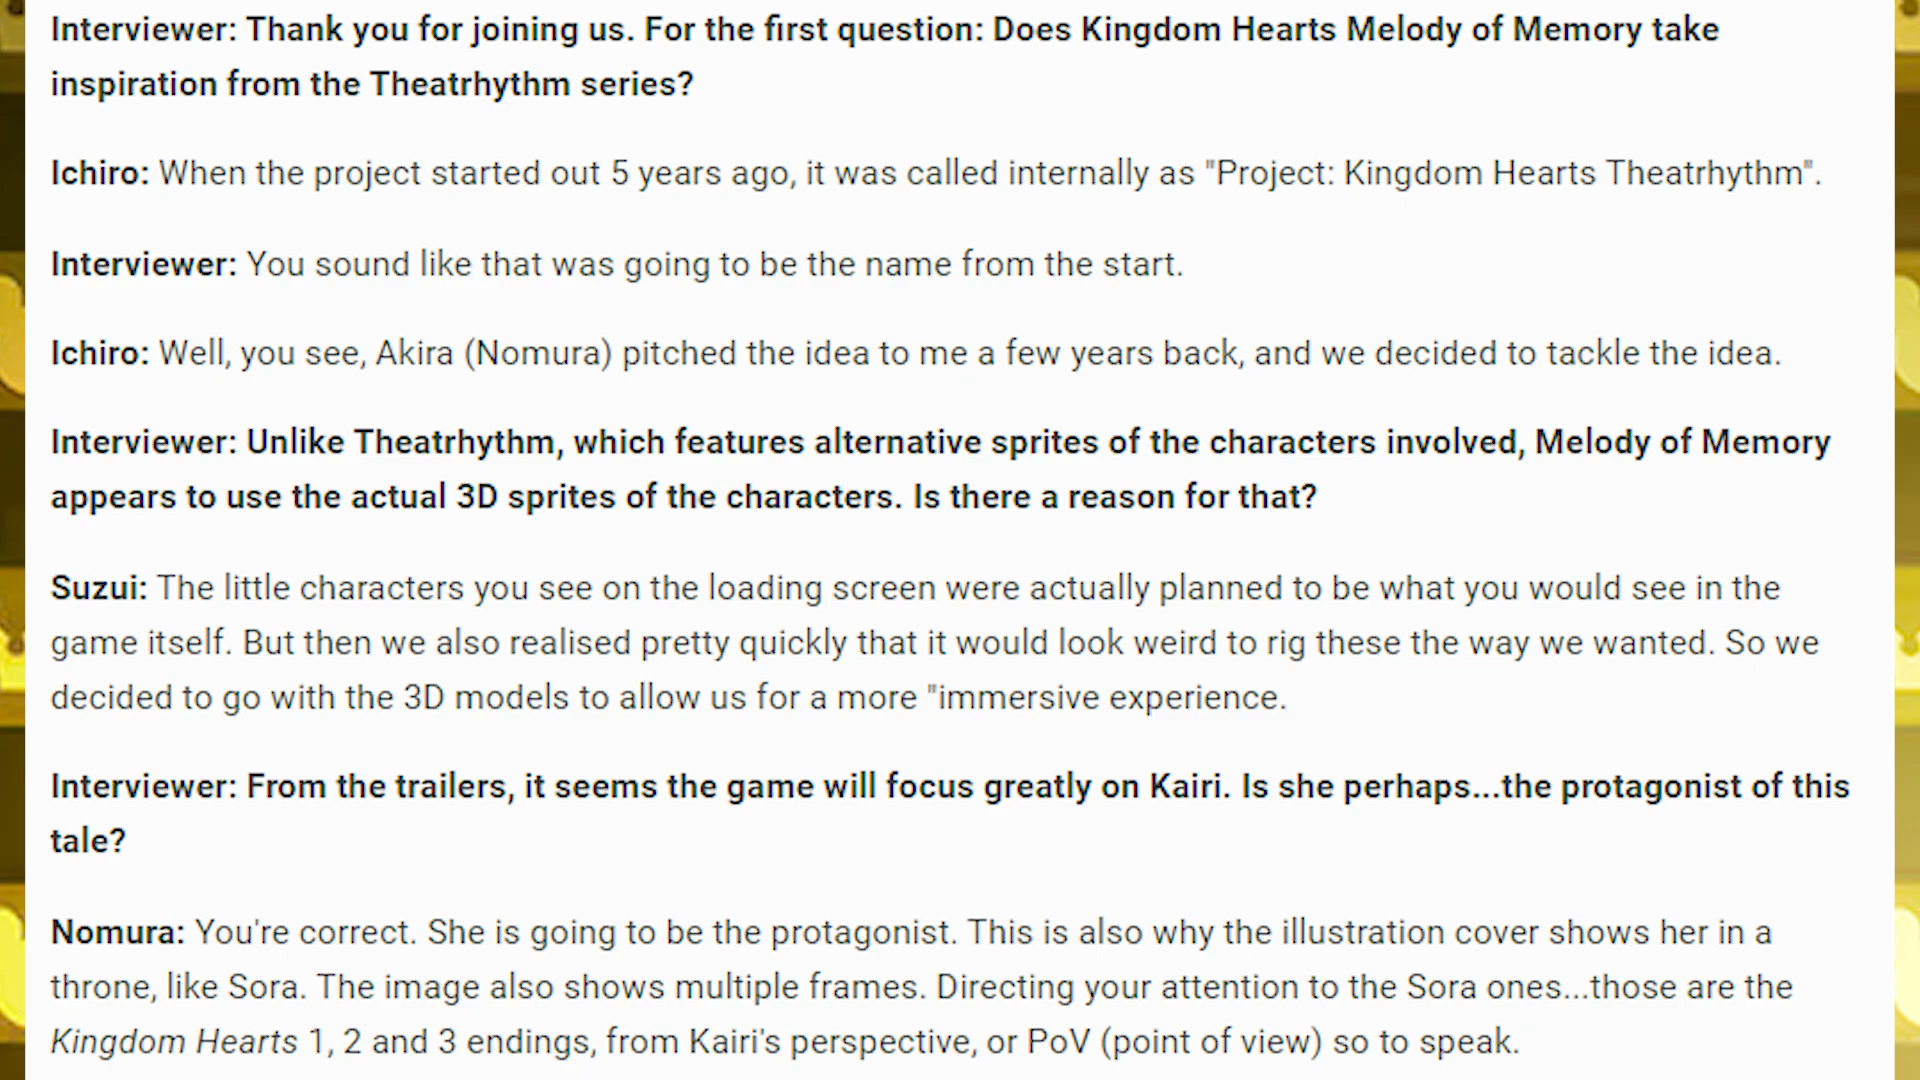 Interviewer: Thank you for joining us. For the first question: Does Kingdom Hearts Melody of Memory take
inspiration from the Theatrhythm series?
Ichiro: When the project started out 5 years ago, it was called internally as "Project: Kingdom Hearts Theatrhythm".
Interviewer: You sound like that was going to be the name from the start.
Ichiro: Well, you see, Akira (Nomura) pitched the idea to me a few years back, and we decided to tackle the idea.
Interviewer: Unlike Theatrhythm, which features alternative sprites of the characters involved, Melody of Memory
appears to use the actual 3D sprites of the characters. Is there a reason for that?
Suzui: The little characters you see on the loading screen were actually planned to be what you would see in the
game itself. But then we also realised pretty quickly that it would look weird to rig these the way we wanted. So we
decided to go with the 3D models to allow us for a more "immersive experience.
Interviewer: From the trailers, it seems the game will focus greatly on Kairi. Is she perhaps...the protagonist of this
tale?
Nomura: You're correct. She is going to be the protagonist. This is also why the illustration cover shows her in a
throne, like Sora. The image also shows multiple frames. Directing your attention to the Sora ones...those are the
Kingdom Hearts 1, 2 and 3 endings, from Kairi's perspective, or PoV (point of view) so to speak.